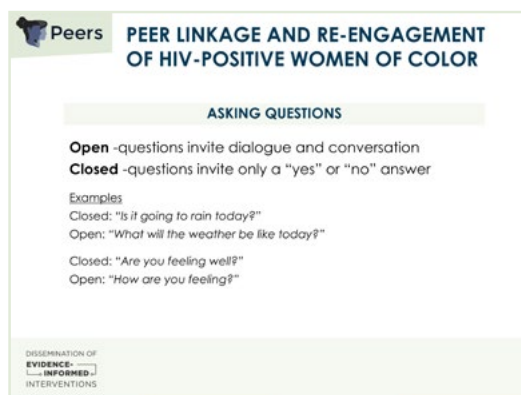 Peers
PEER LINKAGE AND RE-ENGAGEMENT
OF HIV-POSITIVE WOMEN OF COLOR
ASKING QUESTIONS
Open -questions invite dialogue and conversation
Closed -questions invite only a “yes” or “no” answer
Examples
Closed: “Is it going to rain today?”
Open: “What will the weather be like today?”
Closed: “Are you feeling well?”
Open: “How are you feeling?”
DISSEMINATION OF
EVIDENCE-
INFORMED
INTERVENTIONS